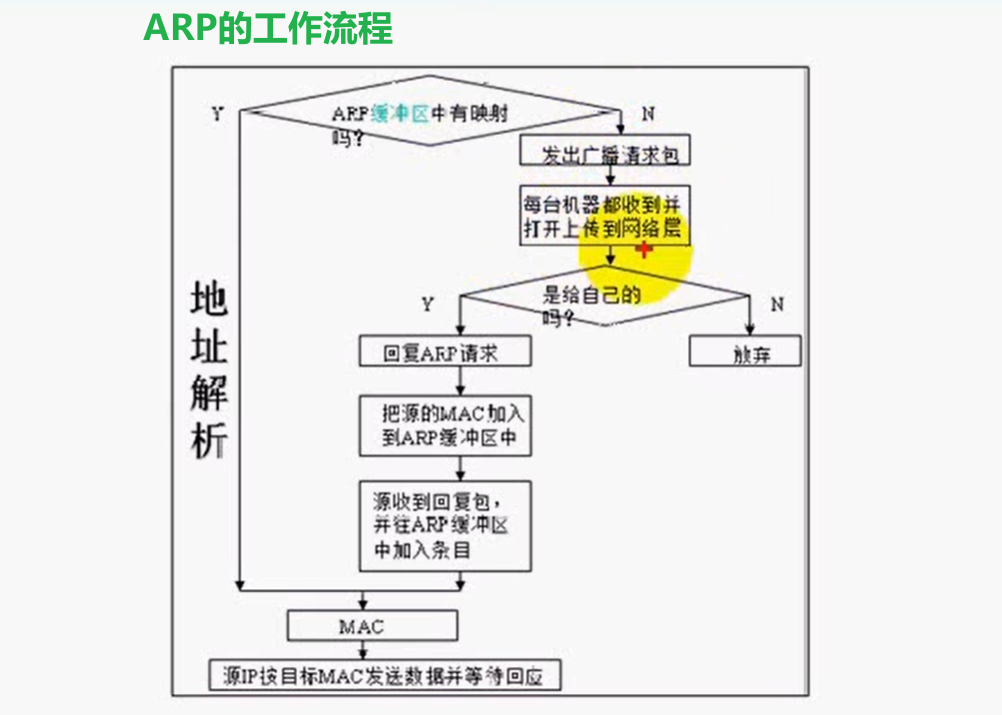 ARP的工作流程
Y
ARP缓冲区中有映射
吗?
N
发出广播请求包
每台机器都收到并
打开上传到网络层
Y
是给自己的
吗?
N
回复ARP请求
放弃
把源的MAC加入
到ARP缓冲区中
源收到回复包，
并往ARP缓冲区
中加入条目
地
址
解
析
MAC
源IP按目标MAC发送数据并等待回应